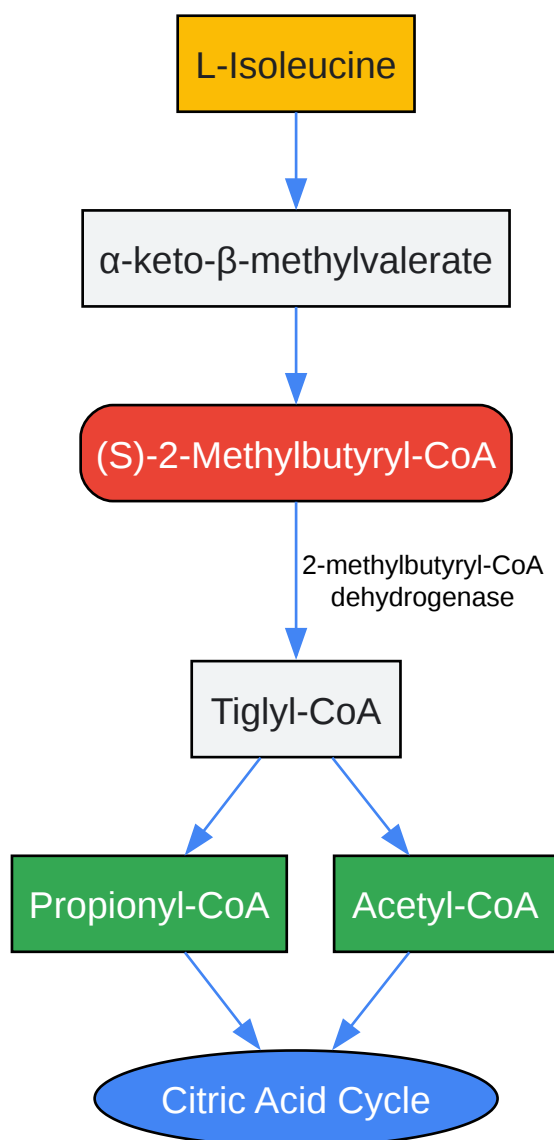 L-Isoleucine
α-keto-β-methylvalerate
(S)-2-Methylbutyryl-CoA
2-methylbutyryl-CoA
dehydrogenase
Tiglyl-CoA
Propionyl-CoA
Acetyl-CoA
Citric Acid Cycle